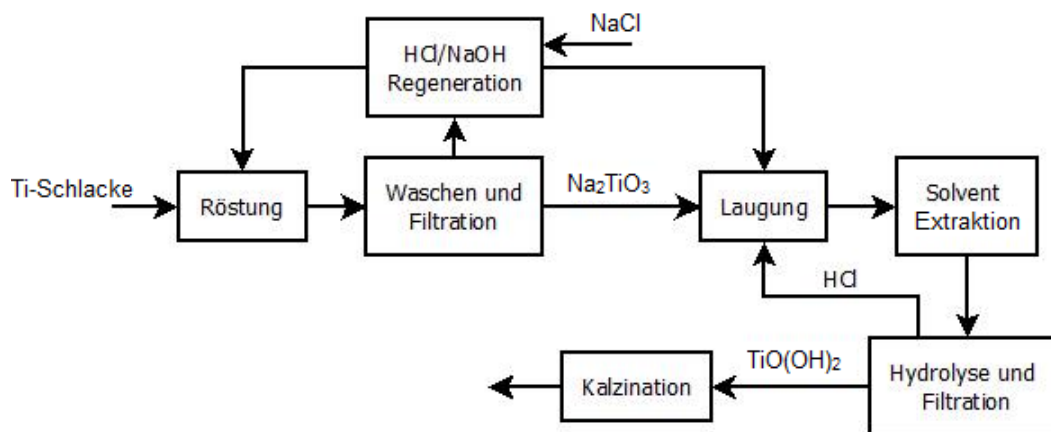 NaCl
HCl/NaOH
Regeneration
Ti-Schlacke
Röstung
Waschen und
Filtration
Na₂TiO₃
Laugung
Solvent
Extraktion
HCl
TiO(OH)₂
Kalzination
Hydrolyse und
Filtration